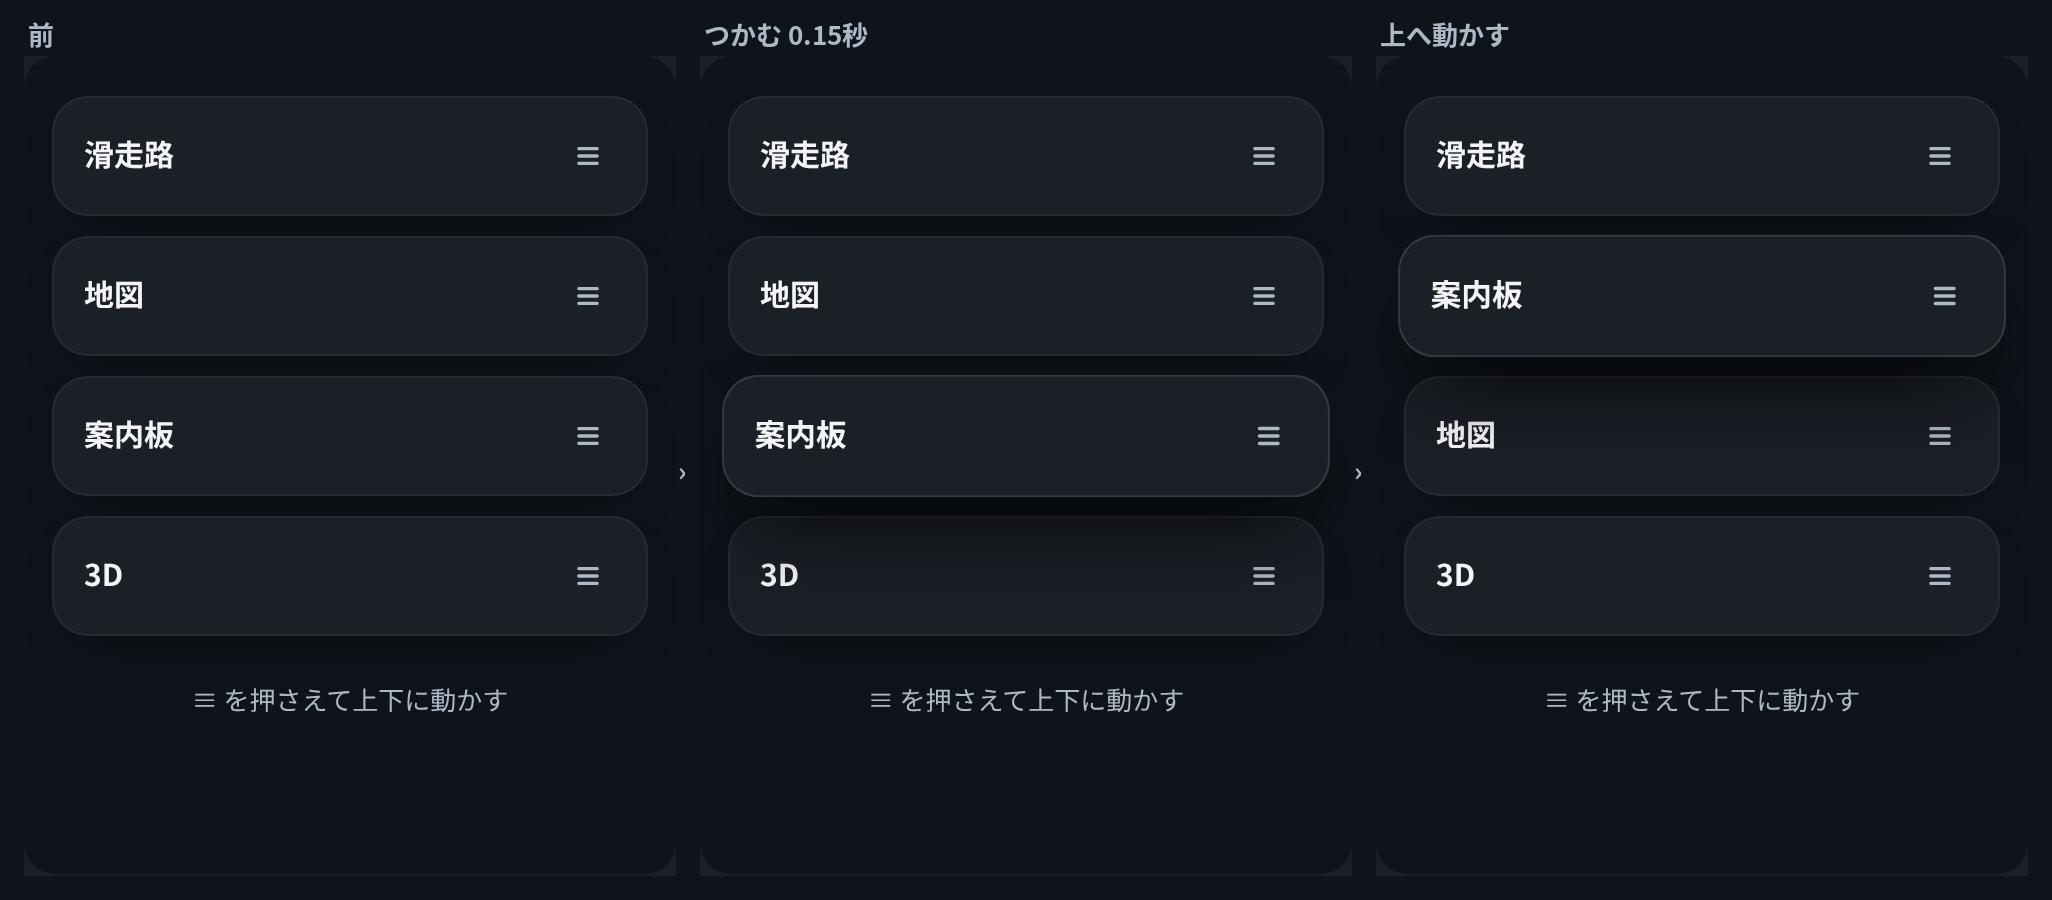 前
滑走路
地図
案内板
3D
≡ を押さえて上下に動かす
›
つかむ 0.15秒
滑走路
地図
案内板
3D
≡ を押さえて上下に動かす
›
上へ動かす
滑走路
案内板
地図
3D
≡ を押さえて上下に動かす